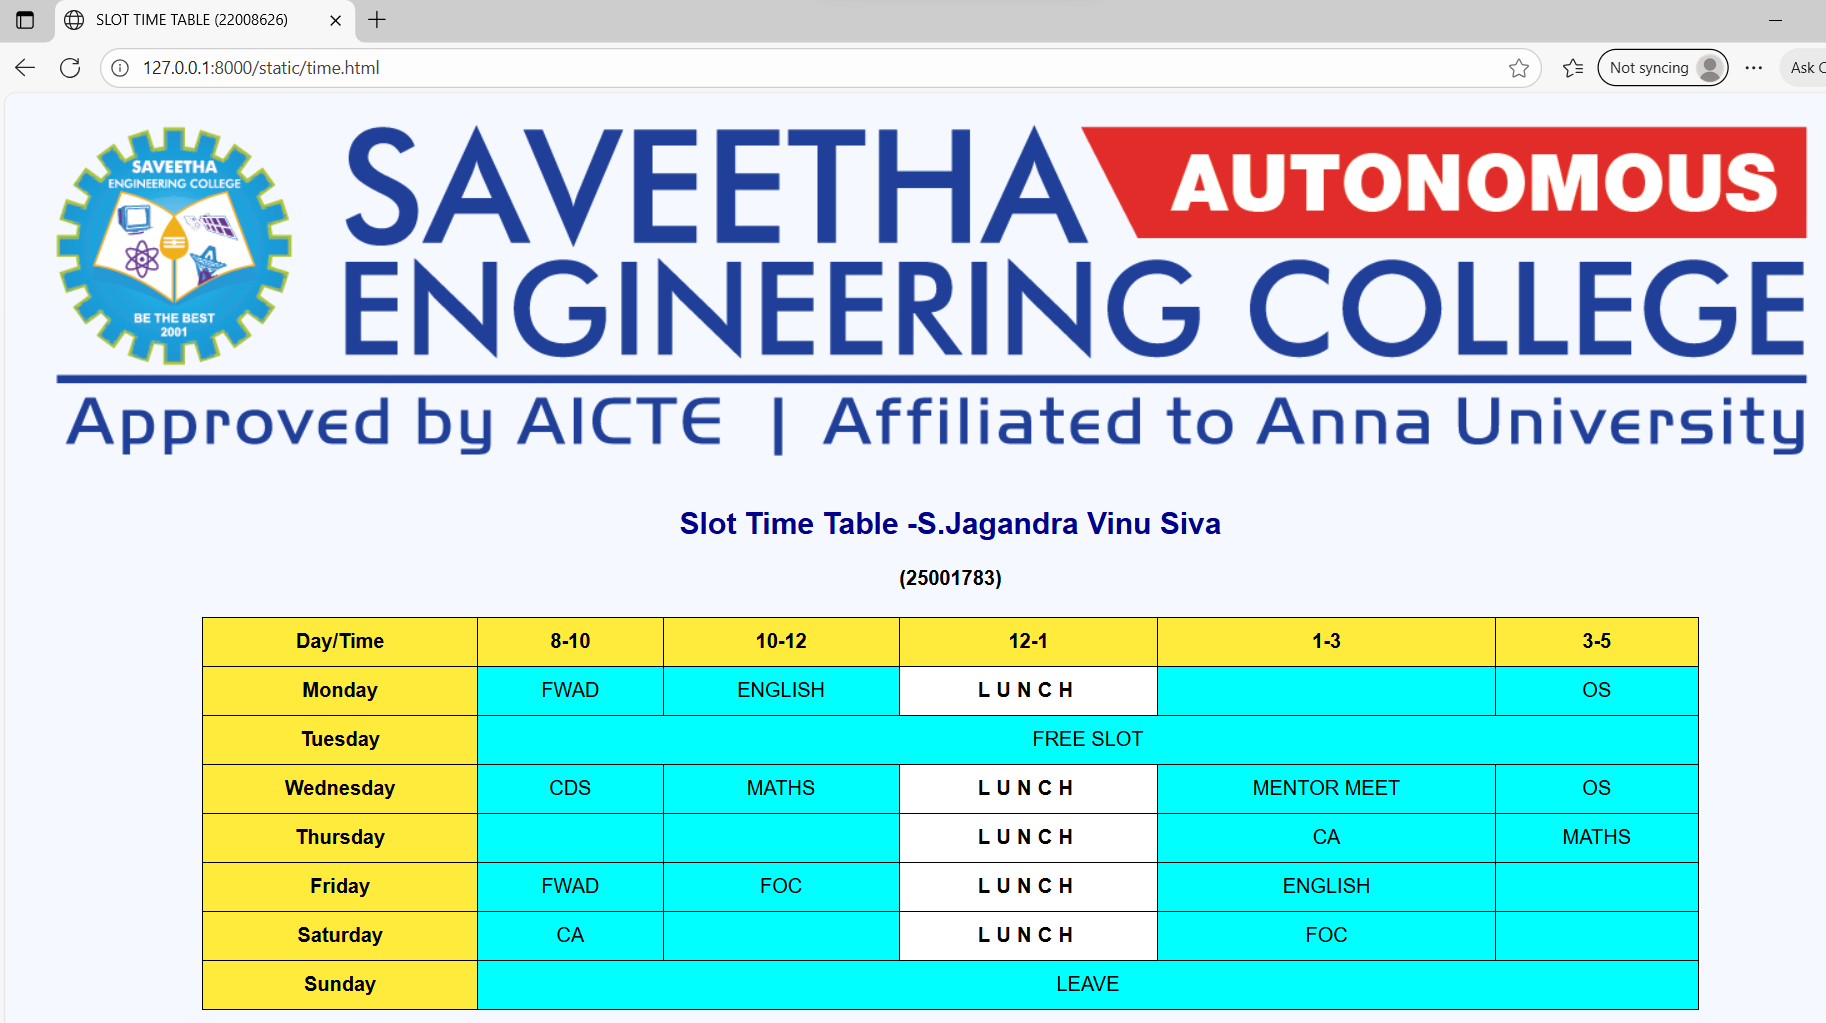 SLOT TIME TABLE (22008626)
127.0.0.1:8000/static/time.html
Not syncing
Ask C
SAVEETHA
ENGINEERING COLLEGE
BE THE BEST
2001
SAVEETHA AUTONOMOUS
ENGINEERING COLLEGE
Approved by AICTE | Affiliated to Anna University
Slot Time Table -S.Jagandra Vinu Siva
(25001783)
Day/Time 8-10 10-12 12-1 1-3 3-5
Monday FWAD ENGLISH L U N C H OS
Tuesday FREE SLOT
Wednesday CDS MATHS L U N C H MENTOR MEET OS
Thursday L U N C H CA MATHS
Friday FWAD FOC L U N C H ENGLISH
Saturday CA L U N C H FOC
Sunday LEAVE